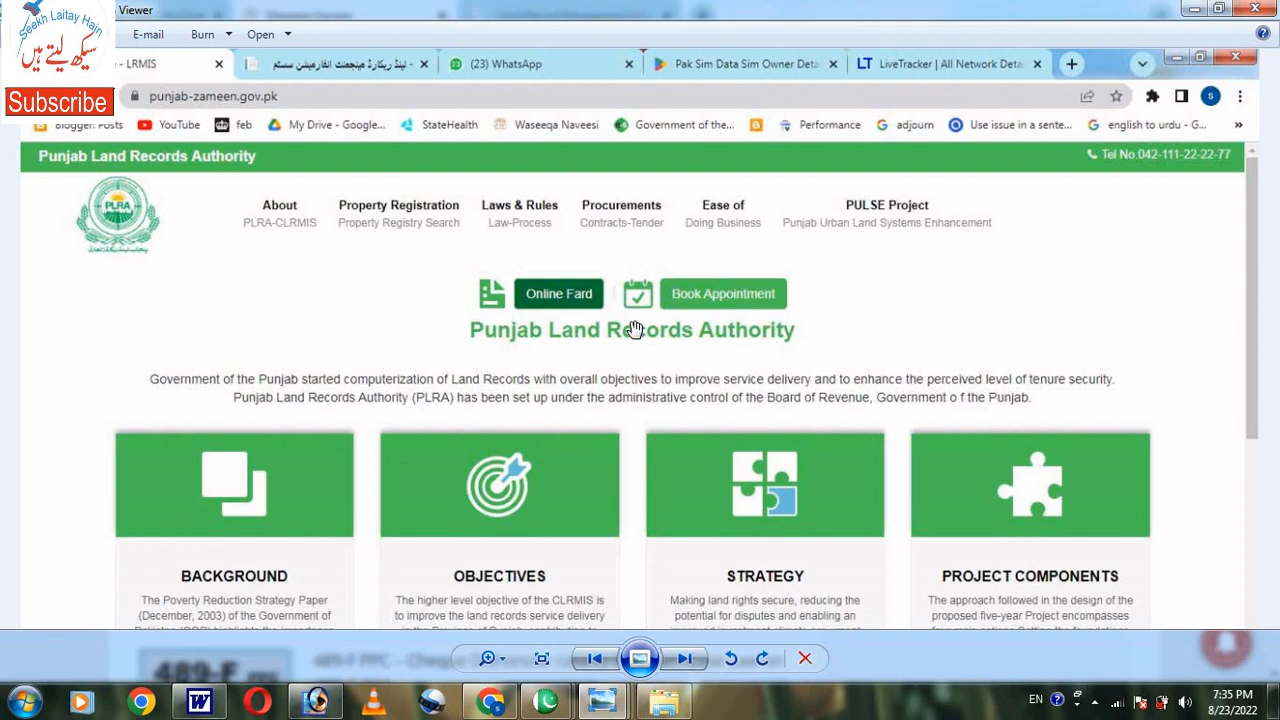 Viewer
Seekh Laitay Hain
سیکھ لیتے ہیں
Subscribe
E-mail Burn Open
- LRMIS
لینڈ ریکارڈ مینجمنٹ انفارمیشن سسٹم -
(23) WhatsApp
Pak Sim Data Sim Owner Deta
LT LiveTracker | All Network Deta
punjab-zameen.gov.pk
S
Blogger: Posts YouTube feb My Drive - Google... StateHealth Waseeqa Naveesi Government of the... Performance adjourn Use issue in a sente... english to urdu - G... »
Punjab Land Records Authority
Tel No.042-111-22-22-77
PLRA
About Property Registration Laws & Rules Procurements Ease of PULSE Project
PLRA-CLRMIS Property Registry Search Law-Process Contracts-Tender Doing Business Punjab Urban Land Systems Enhancement
Online Fard Book Appointment
Punjab Land Records Authority
Government of the Punjab started computerization of Land Records with overall objectives to improve service delivery and to enhance the perceived level of tenure security.
Punjab Land Records Authority (PLRA) has been set up under the administrative control of the Board of Revenue, Government o f the Punjab.
BACKGROUND
The Poverty Reduction Strategy Paper
(December, 2003) of the Government of
OBJECTIVES
The higher level objective of the CLRMIS is
to improve the land records service delivery
STRATEGY
Making land rights secure, reducing the
potential for disputes and enabling an
PROJECT COMPONENTS
The approach followed in the design of the
proposed five-year Project encompasses
489-F
EN
7:35 PM
8/23/2022